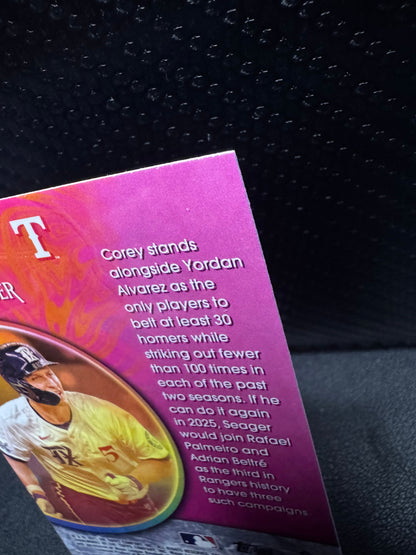 T
ER
Corey stands
alongside Yordan
Alvarez as the
only players to
belt at least 30
homers while
striking out fewer
than 100 times in
each of the past
two seasons. If he
can do it again
in 2025, Seager
would join Rafael
Palmeiro and
Adrian Beltré
as the third in
Rangers history
to have three
such campaigns
5